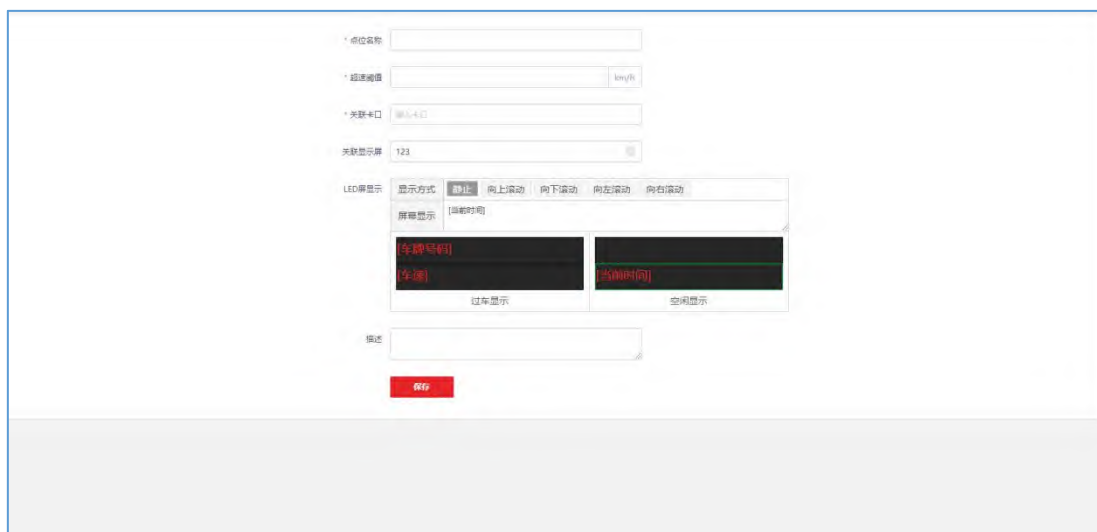 * 点位名称
* 超速阈值 km/h
* 关联卡口 输入卡口
关联显示屏 123
LED屏显示 显示方式 静止 向上滚动 向下滚动 向左滚动 向右滚动
屏幕显示 [当前时间]
[车牌号码]
[车速] [当前时间]
过车显示 空闲显示
描述
保存